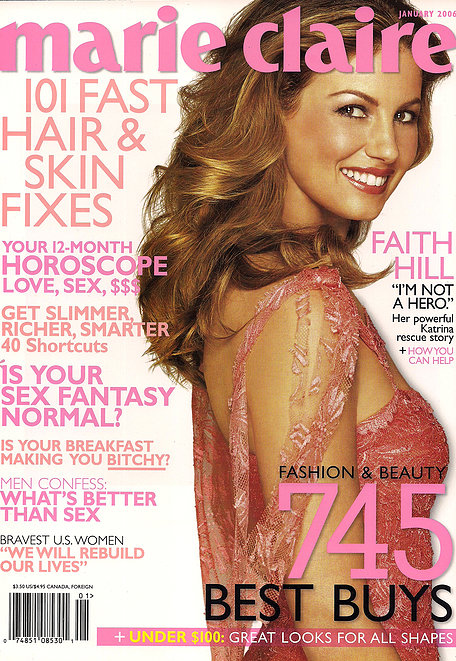 JANUARY 2006
marie claire
101 FAST
HAIR &
SKIN
FIXES
YOUR 12-MONTH
HOROSCOPE
LOVE, SEX, $$$
GET SLIMMER,
RICHER, SMARTER
40 Shortcuts
IS YOUR
SEX FANTASY
NORMAL?
IS YOUR BREAKFAST
MAKING YOU BITCHY?
MEN CONFESS:
WHAT'S BETTER
THAN SEX
BRAVEST U.S. WOMEN
"WE WILL REBUILD
OUR LIVES"
FAITH
HILL
"I'M NOT
A HERO."
Her powerful
Katrina
rescue story
+ HOW YOU
CAN HELP
FASHION & BEAUTY
745
BEST BUYS
+ UNDER $100: GREAT LOOKS FOR ALL SHAPES
$3.50 US/$4.95 CANADA, FOREIGN
01>
0 74851 08530 1